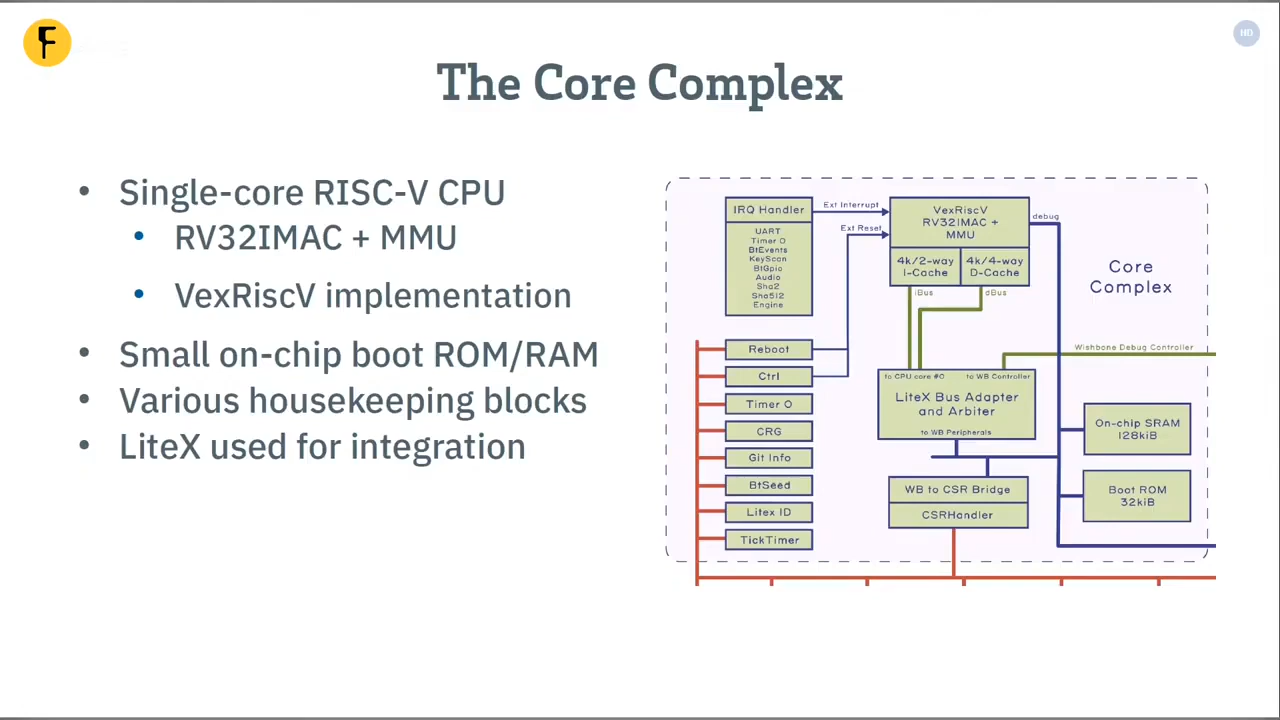 HD
The Core Complex
• Single-core RISC-V CPU
• RV32IMAC + MMU
• VexRiscV implementation
• Small on-chip boot ROM/RAM
• Various housekeeping blocks
• LiteX used for integration
IRQ Handler
UART
Timer 0
BtEvents
KeyScan
BtGpio
Audio
Sha2
Sha512
Engine
Ext Interrupt
Ext Reset
VexRiscV
RV32IMAC +
MMU
4k/2-way
I-Cache
4k/4-way
D-Cache
debug
iBus
dBus
Core
Complex
Reboot
Ctrl
Timer 0
CRG
Git Info
BtSeed
Litex ID
TickTimer
Wishbone Debug Controller
to CPU core #0
to WB Controller
LiteX Bus Adapter
and Arbiter
to WB Peripherals
On-chip SRAM
128kiB
WB to CSR Bridge
CSRHandler
Boot ROM
32kiB